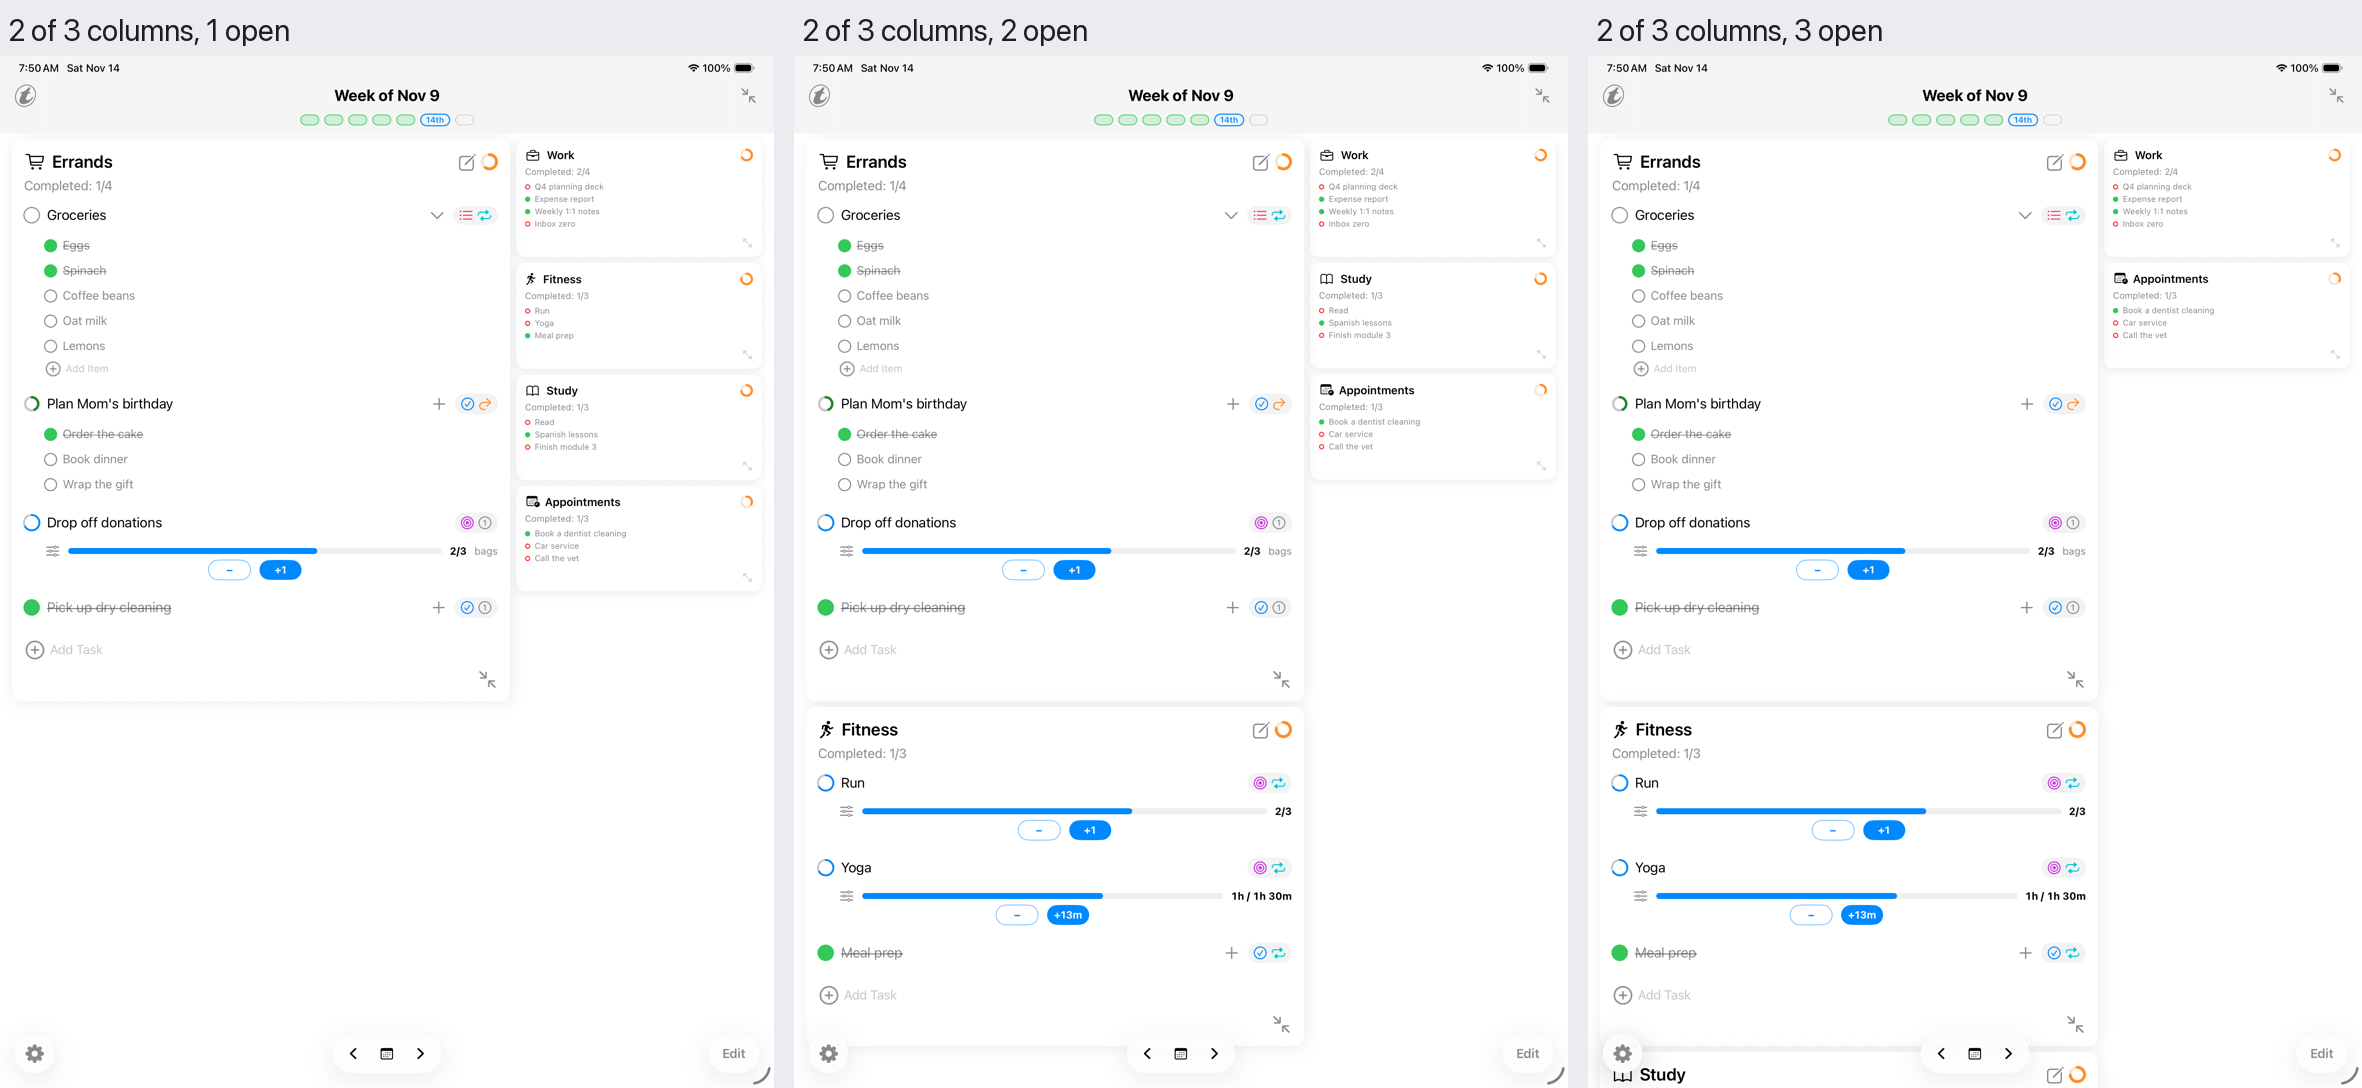 2 of 3 columns, 1 open
7:50 AM Sat Nov 14
100%
Week of Nov 9
14th
Errands
Completed: 1/4
Groceries
Eggs
Spinach
Coffee beans
Oat milk
Lemons
Add Item
Plan Mom's birthday
Order the cake
Book dinner
Wrap the gift
Drop off donations
2/3 bags
− +1
Pick up dry cleaning
Add Task
Work
Completed: 2/4
Q4 planning deck
Expense report
Weekly 1:1 notes
Inbox zero
Fitness
Completed: 1/3
Run
Yoga
Meal prep
Study
Completed: 1/3
Read
Spanish lessons
Finish module 3
Appointments
Completed: 1/3
Book a dentist cleaning
Car service
Call the vet
Edit
2 of 3 columns, 2 open
7:50 AM Sat Nov 14
100%
Week of Nov 9
14th
Errands
Completed: 1/4
Groceries
Eggs
Spinach
Coffee beans
Oat milk
Lemons
Add Item
Plan Mom's birthday
Order the cake
Book dinner
Wrap the gift
Drop off donations
2/3 bags
− +1
Pick up dry cleaning
Add Task
Fitness
Completed: 1/3
Run
2/3
− +1
Yoga
1h / 1h 30m
− +13m
Meal prep
Add Task
Work
Completed: 2/4
Q4 planning deck
Expense report
Weekly 1:1 notes
Inbox zero
Study
Completed: 1/3
Read
Spanish lessons
Finish module 3
Appointments
Completed: 1/3
Book a dentist cleaning
Car service
Call the vet
Edit
2 of 3 columns, 3 open
7:50 AM Sat Nov 14
100%
Week of Nov 9
14th
Errands
Completed: 1/4
Groceries
Eggs
Spinach
Coffee beans
Oat milk
Lemons
Add Item
Plan Mom's birthday
Order the cake
Book dinner
Wrap the gift
Drop off donations
2/3 bags
− +1
Pick up dry cleaning
Add Task
Fitness
Completed: 1/3
Run
2/3
− +1
Yoga
1h / 1h 30m
− +13m
Meal prep
Add Task
Study
Work
Completed: 2/4
Q4 planning deck
Expense report
Weekly 1:1 notes
Inbox zero
Appointments
Completed: 1/3
Book a dentist cleaning
Car service
Call the vet
Edit